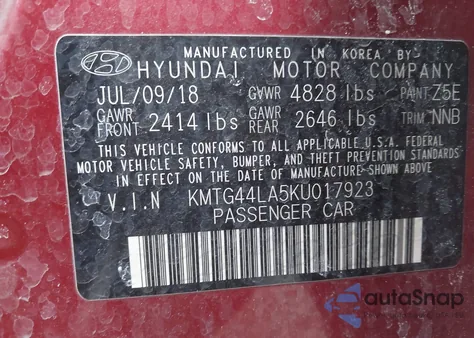 MANUFACTURED IN KOREA BY
HYUNDAI MOTOR COMPANY
JUL/09/18 GVWR 4828 lbs PAINT Z5E
GAWR FRONT 2414 lbs GAWR REAR 2646 lbs TRIM NNB
THIS VEHICLE CONFORMS TO ALL APPLICABLE U.S.A. FEDERAL
MOTOR VEHICLE SAFETY, BUMPER, AND THEFT PREVENTION STANDARDS
IN EFFECT ON THE DATE OF MANUFACTURE SHOWN ABOVE
V.I.N KMTG44LA5KU017923
PASSENGER CAR
autoSnap